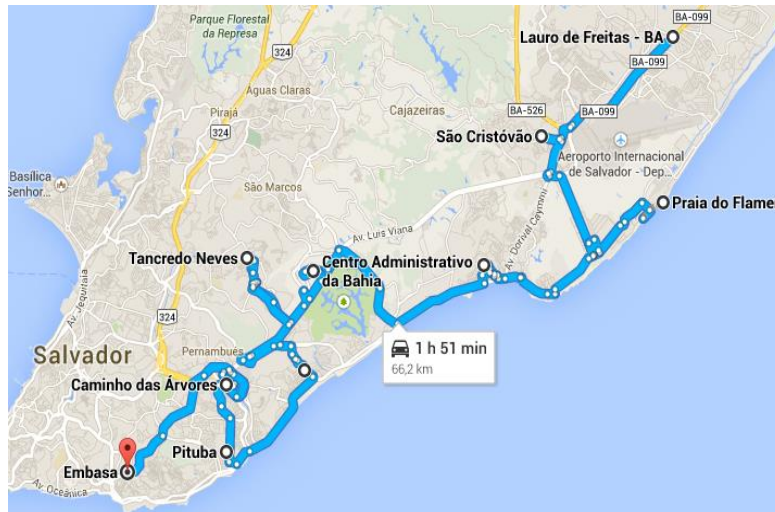 Parque Florestal
da Represa
324
BA-099
Lauro de Freitas - BA
BA-099
Águas Claras
324
Cajazeiras
BA-526
BA-099
Pirajá
São Cristóvão
324
Aeroporto Internacional
de Salvador - Dep...
Basílica
Senhor...
São Marcos
Praia do Flame
Av. Luís Viana
Av. Dorival Caymmi
Tancredo Neves
Centro Administrativo
da Bahia
Av. Jequitaia
324
1 h 51 min
66,2 km
Salvador
Pernambués
Caminho das Árvores
Pituba
Embasa
Av. Oceânica